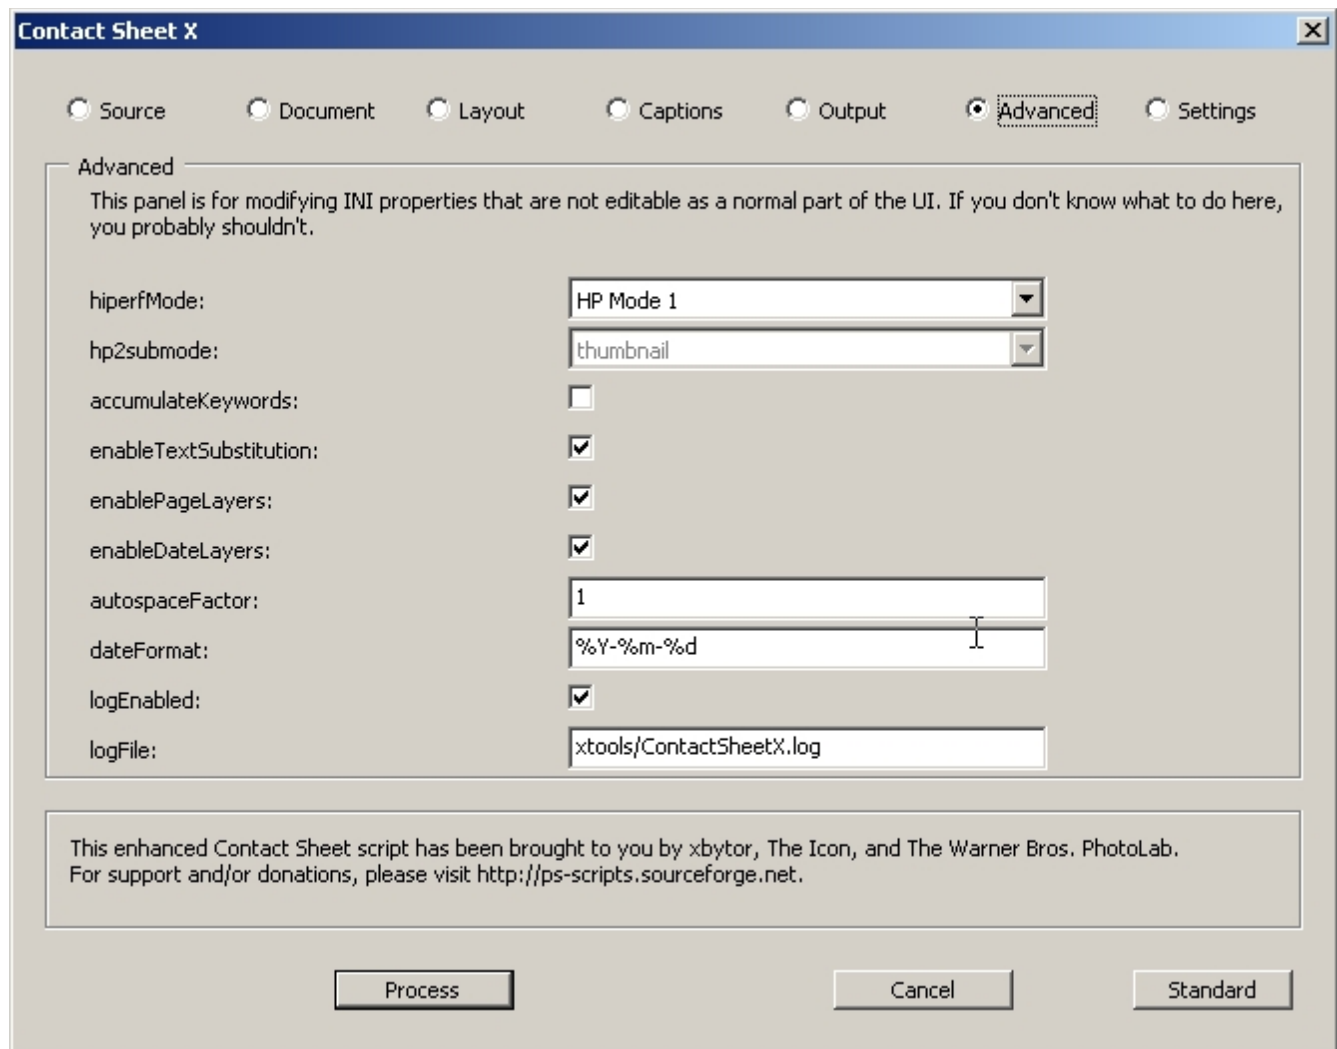 Contact Sheet X
Source Document Layout Captions Output Advanced Settings
Advanced
This panel is for modifying INI properties that are not editable as a normal part of the UI. If you don't know what to do here,
you probably shouldn't.
hiperfMode: HP Mode 1
hp2submode: thumbnail
accumulateKeywords:
enableTextSubstitution:
enablePageLayers:
enableDateLayers:
autospaceFactor: 1
dateFormat: %Y-%m-%d
logEnabled:
logFile: xtools/ContactSheetX.log
This enhanced Contact Sheet script has been brought to you by xbytor, The Icon, and The Warner Bros. PhotoLab.
For support and/or donations, please visit http://ps-scripts.sourceforge.net.
Process Cancel Standard